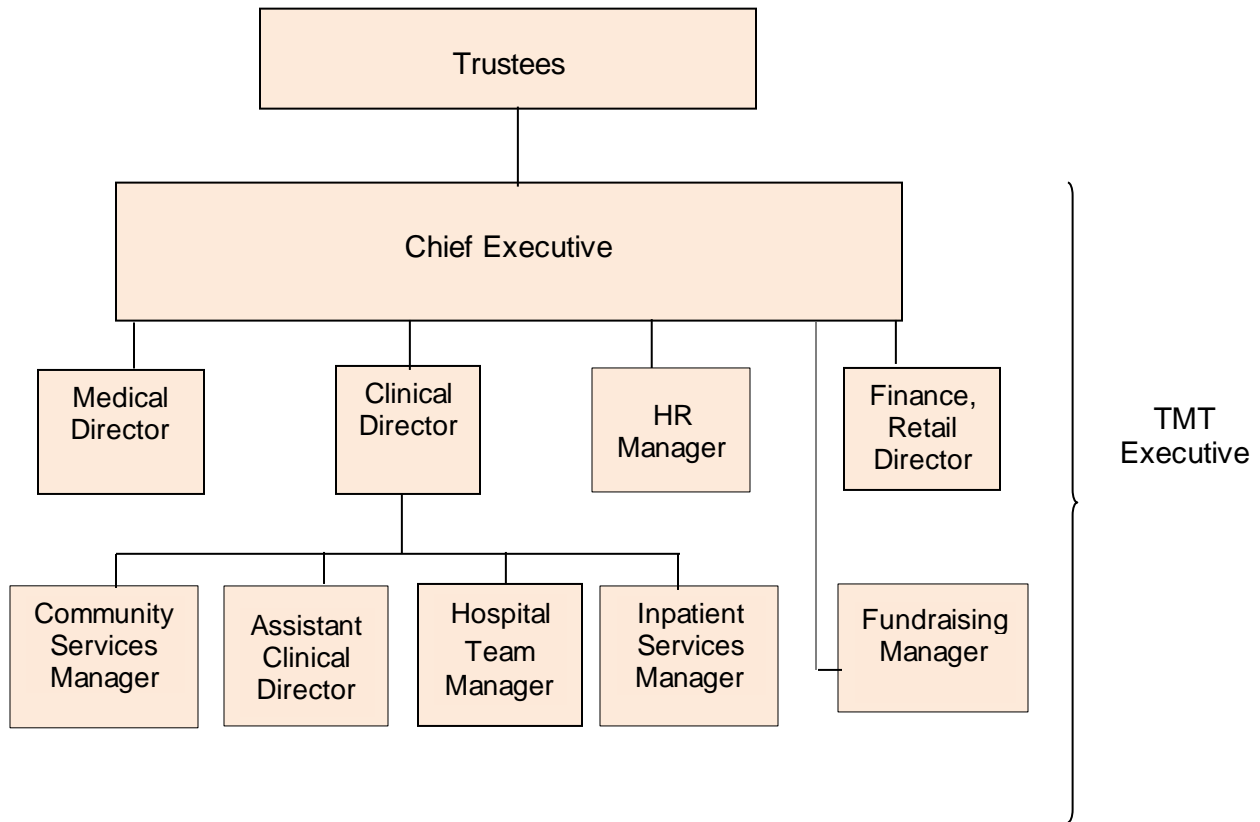 Trustees
Chief Executive
Medical
Director
Clinical
Director
HR
Manager
Finance,
Retail
Director
TMT
Executive
Community
Services
Manager
Assistant
Clinical
Director
Hospital
Team
Manager
Inpatient
Services
Manager
Fundraising
Manager